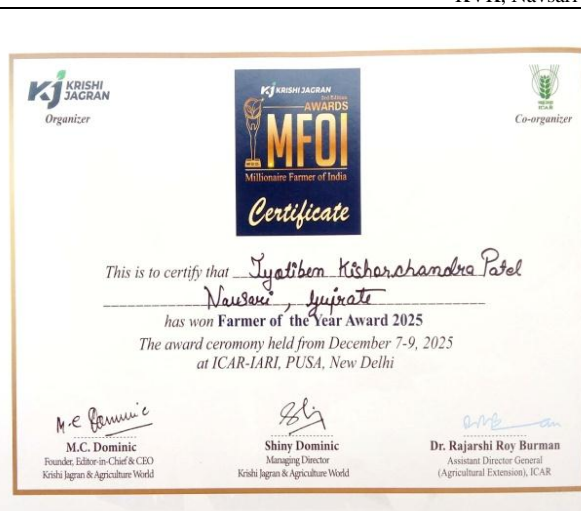 KVK, Navsari
KJ KRISHI JAGRAN
Organizer
KJ KRISHI JAGRAN
AWARDS
MFOI
Millionaire Farmer of India
Certificate
ICAR
Co-organizer
This is to certify that Jyotiben Kishorchandra Patel
Navsari, Gujrate
has won Farmer of the Year Award 2025
The award ceromony held from December 7-9, 2025
at ICAR-IARI, PUSA, New Delhi
M.C Dominic
M.C. Dominic
Founder, Editor-in-Chief & CEO
Krishi Jagran & Agriculture World
Shiny Dominic
Managing Director
Krishi Jagran & Agriculture World
Dr. Rajarshi Roy Burman
Assistant Director General
(Agricultural Extension), ICAR